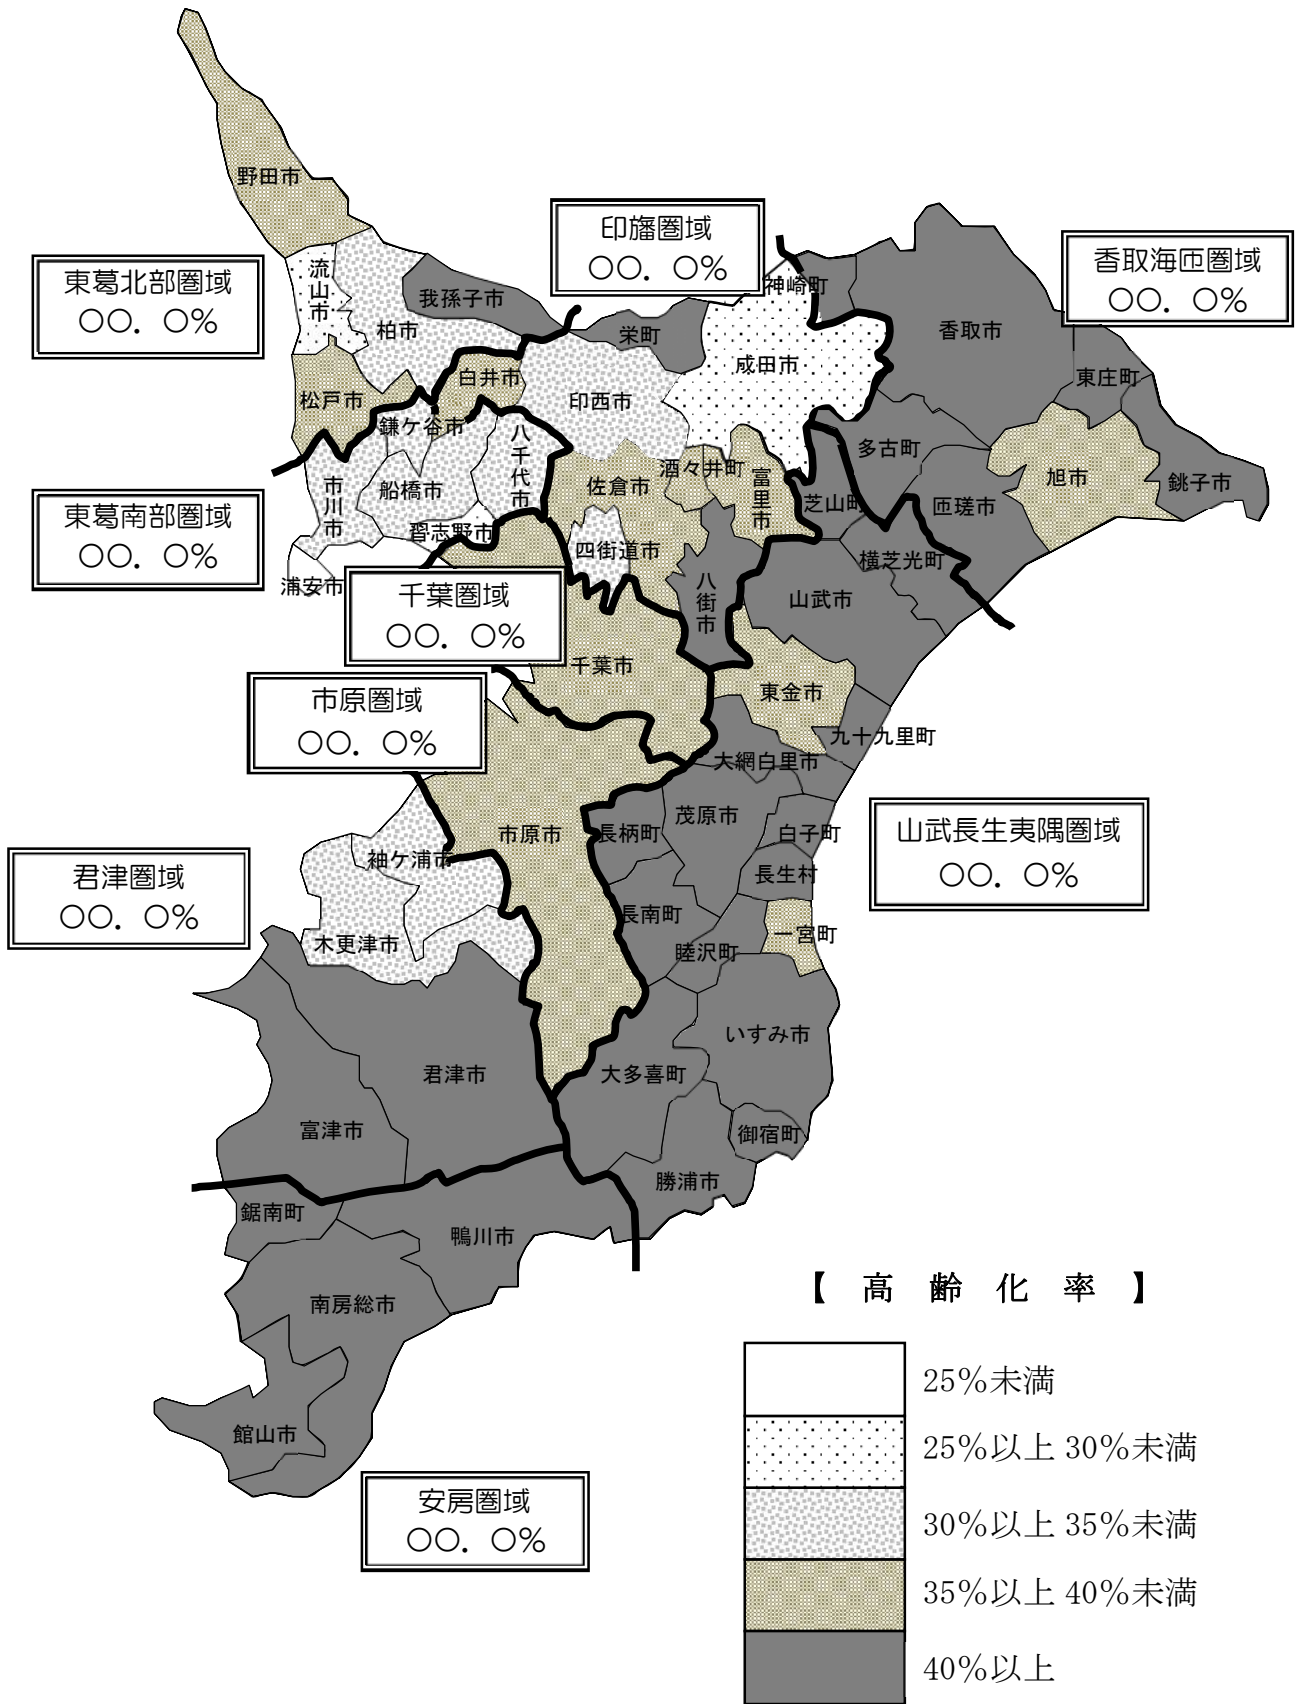 野田市
印旛圏域
〇〇．〇％
香取海匝圏域
〇〇．〇％
東葛北部圏域
〇〇．〇％
流山市
柏市
我孫子市
栄町
神崎町
成田市
香取市
東庄町
松戸市
白井市
印西市
鎌ケ谷市
八千代市
船橋市
市川市
習志野市
浦安市
東葛南部圏域
〇〇．〇％
佐倉市
酒々井町
富里市
四街道市
八街市
芝山町
多古町
匝瑳市
旭市
銚子市
横芝光町
山武市
千葉圏域
〇〇．〇％
千葉市
東金市
九十九里町
大網白里市
市原圏域
〇〇．〇％
市原市
長柄町
茂原市
白子町
長生村
山武長生夷隅圏域
〇〇．〇％
君津圏域
〇〇．〇％
袖ケ浦市
木更津市
長南町
睦沢町
一宮町
いすみ市
君津市
大多喜町
富津市
御宿町
勝浦市
鋸南町
鴨川市
南房総市
館山市
安房圏域
〇〇．〇％
【　高　齢　化　率　】
25％未満
25％以上 30％未満
30％以上 35％未満
35％以上 40％未満
40％以上